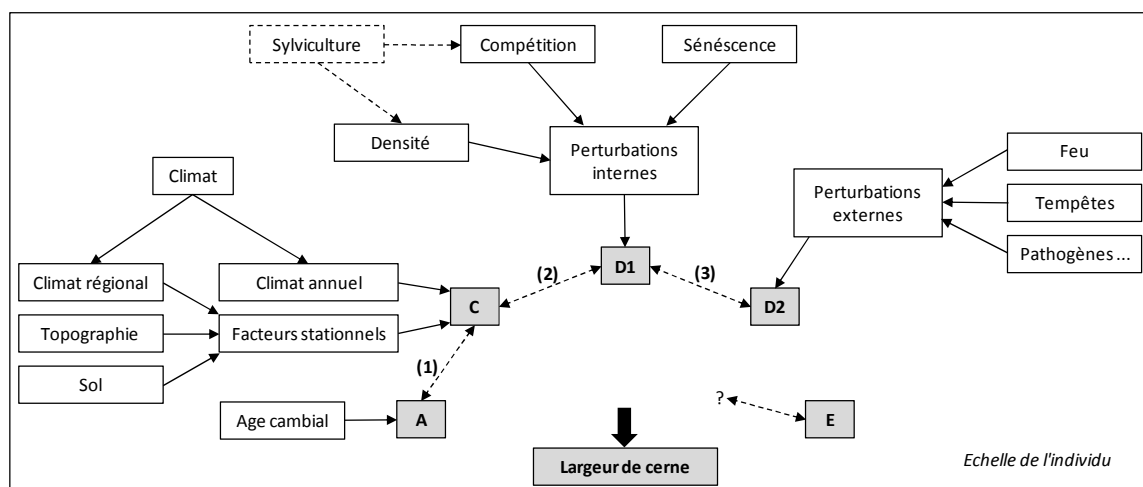 Sylviculture
Compétition
Sénéscence
Densité
Perturbations
internes
Feu
Climat
Perturbations
externes
Tempêtes
Pathogènes ...
Climat régional
Climat annuel
(2)
D1
(3)
C
D2
Topographie
Facteurs stationnels
(1)
Sol
?
Age cambial
A
E
Largeur de cerne
Echelle de l'individu